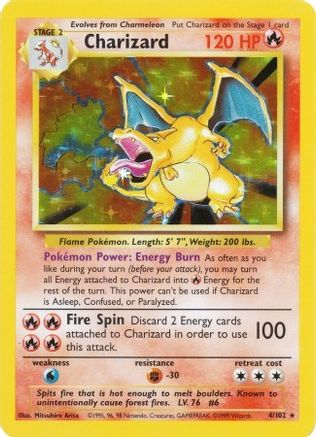 Evolves from Charmeleon Put Charizard on the Stage 1 card
STAGE 2
Charizard 120 HP
Flame Pokémon. Length: 5' 7", Weight: 200 lbs.
Pokémon Power: Energy Burn As often as you
like during your turn (before your attack), you may turn
all Energy attached to Charizard into Energy for
the rest of the turn. This power can't be used if Charizard
is Asleep, Confused, or Paralyzed.
Fire Spin Discard 2 Energy cards
attached to Charizard in order to use
this attack.
100
weakness resistance retreat cost
-30
Spits fire that is hot enough to melt boulders. Known to
unintentionally cause forest fires. LV. 76 #6
Illus. Mitsuhiro Arita ©1995, 96, 98 Nintendo, Creatures, GAMEFREAK. ©1999 Wizards. 4/102 ★